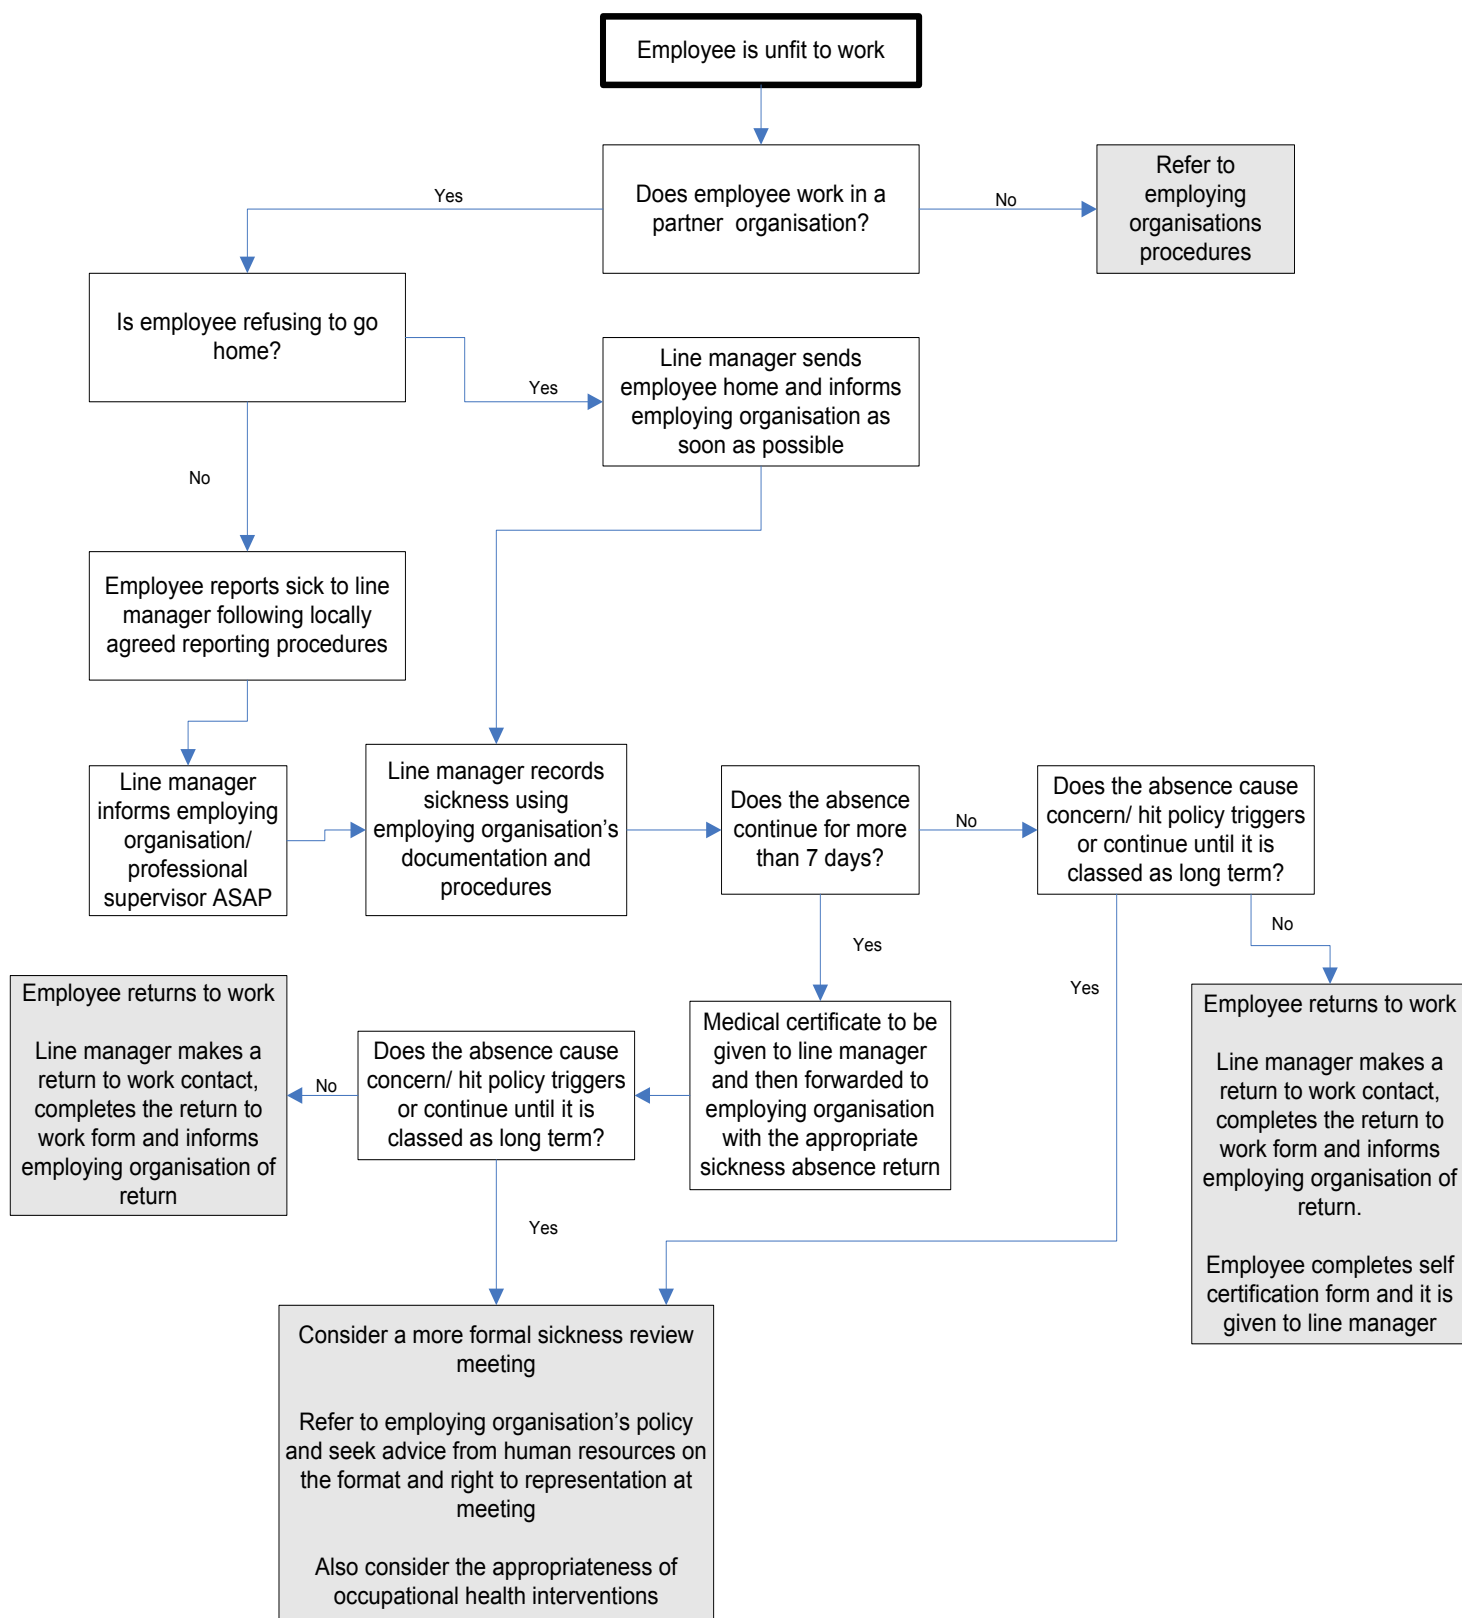 Employee is unfit to work
Does employee work in a
partner  organisation?
Yes
No
Refer to
employing
organisations
procedures
Is employee refusing to go
home?
Yes
No
Line manager sends
employee home and informs
employing organisation as
soon as possible
Employee reports sick to line
manager following locally
agreed reporting procedures
Line manager
informs employing
organisation/
professional
supervisor ASAP
Line manager records
sickness using
employing organisation’s
documentation and
procedures
Does the absence
continue for more
than 7 days?
No
Does the absence cause
concern/ hit policy triggers
or continue until it is
classed as long term?
Yes
Yes
No
Employee returns to work
Line manager makes a
return to work contact,
completes the return to
work form and informs
employing organisation of
return
No
Does the absence cause
concern/ hit policy triggers
or continue until it is
classed as long term?
Medical certificate to be
given to line manager
and then forwarded to
employing organisation
with the appropriate
sickness absence return
Employee returns to work
Line manager makes a
return to work contact,
completes the return to
work form and informs
employing organisation of
return.
Employee completes self
certification form and it is
given to line manager
Yes
Consider a more formal sickness review
meeting
Refer to employing organisation’s policy
and seek advice from human resources on
the format and right to representation at
meeting
Also consider the appropriateness of
occupational health interventions